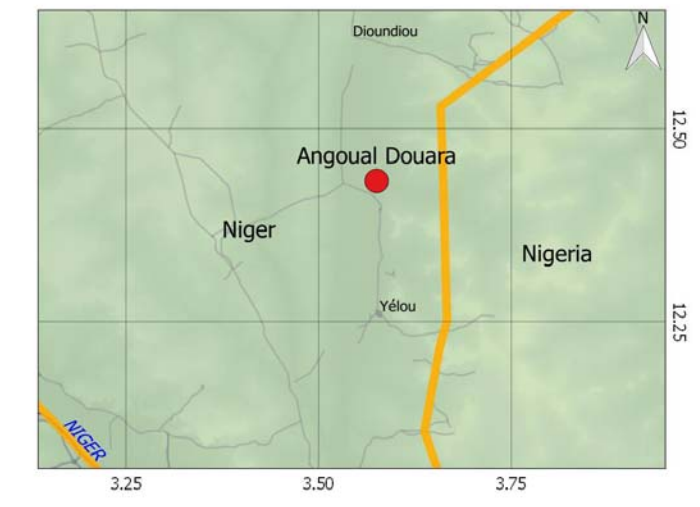 N
Dioundiou
12.50
Angoual Douara
Niger
Nigeria
Yélou
12.25
NIGER
3.25
3.50
3.75